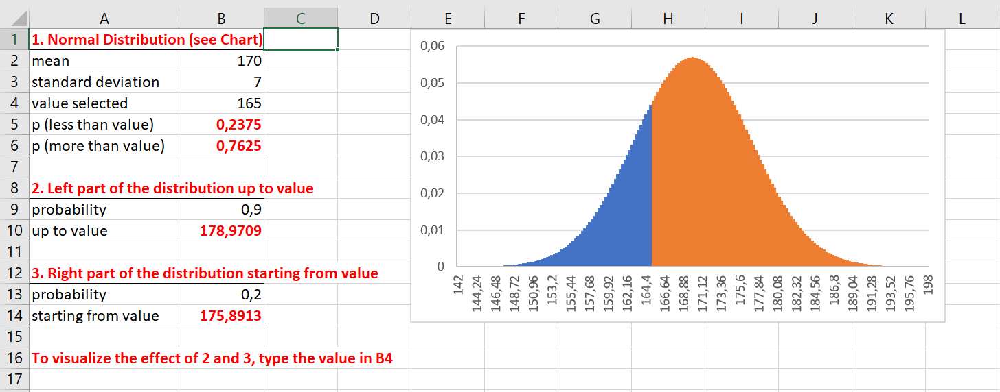 A B C D E F G H I J K L
1 1. Normal Distribution (see Chart)
2 mean 170
3 standard deviation 7
4 value selected 165
5 p (less than value) 0,2375
6 p (more than value) 0,7625
7
8 2. Left part of the distribution up to value
9 probability 0,9
10 up to value 178,9709
11
12 3. Right part of the distribution starting from value
13 probability 0,2
14 starting from value 175,8913
15
16 To visualize the effect of 2 and 3, type the value in B4
17
0,06
0,05
0,04
0,03
0,02
0,01
0
142
144,24
146,48
148,72
150,96
153,2
155,44
157,68
159,92
162,16
164,4
166,64
168,88
171,12
173,36
175,6
177,84
180,08
182,32
184,56
186,8
189,04
191,28
193,52
195,76
198